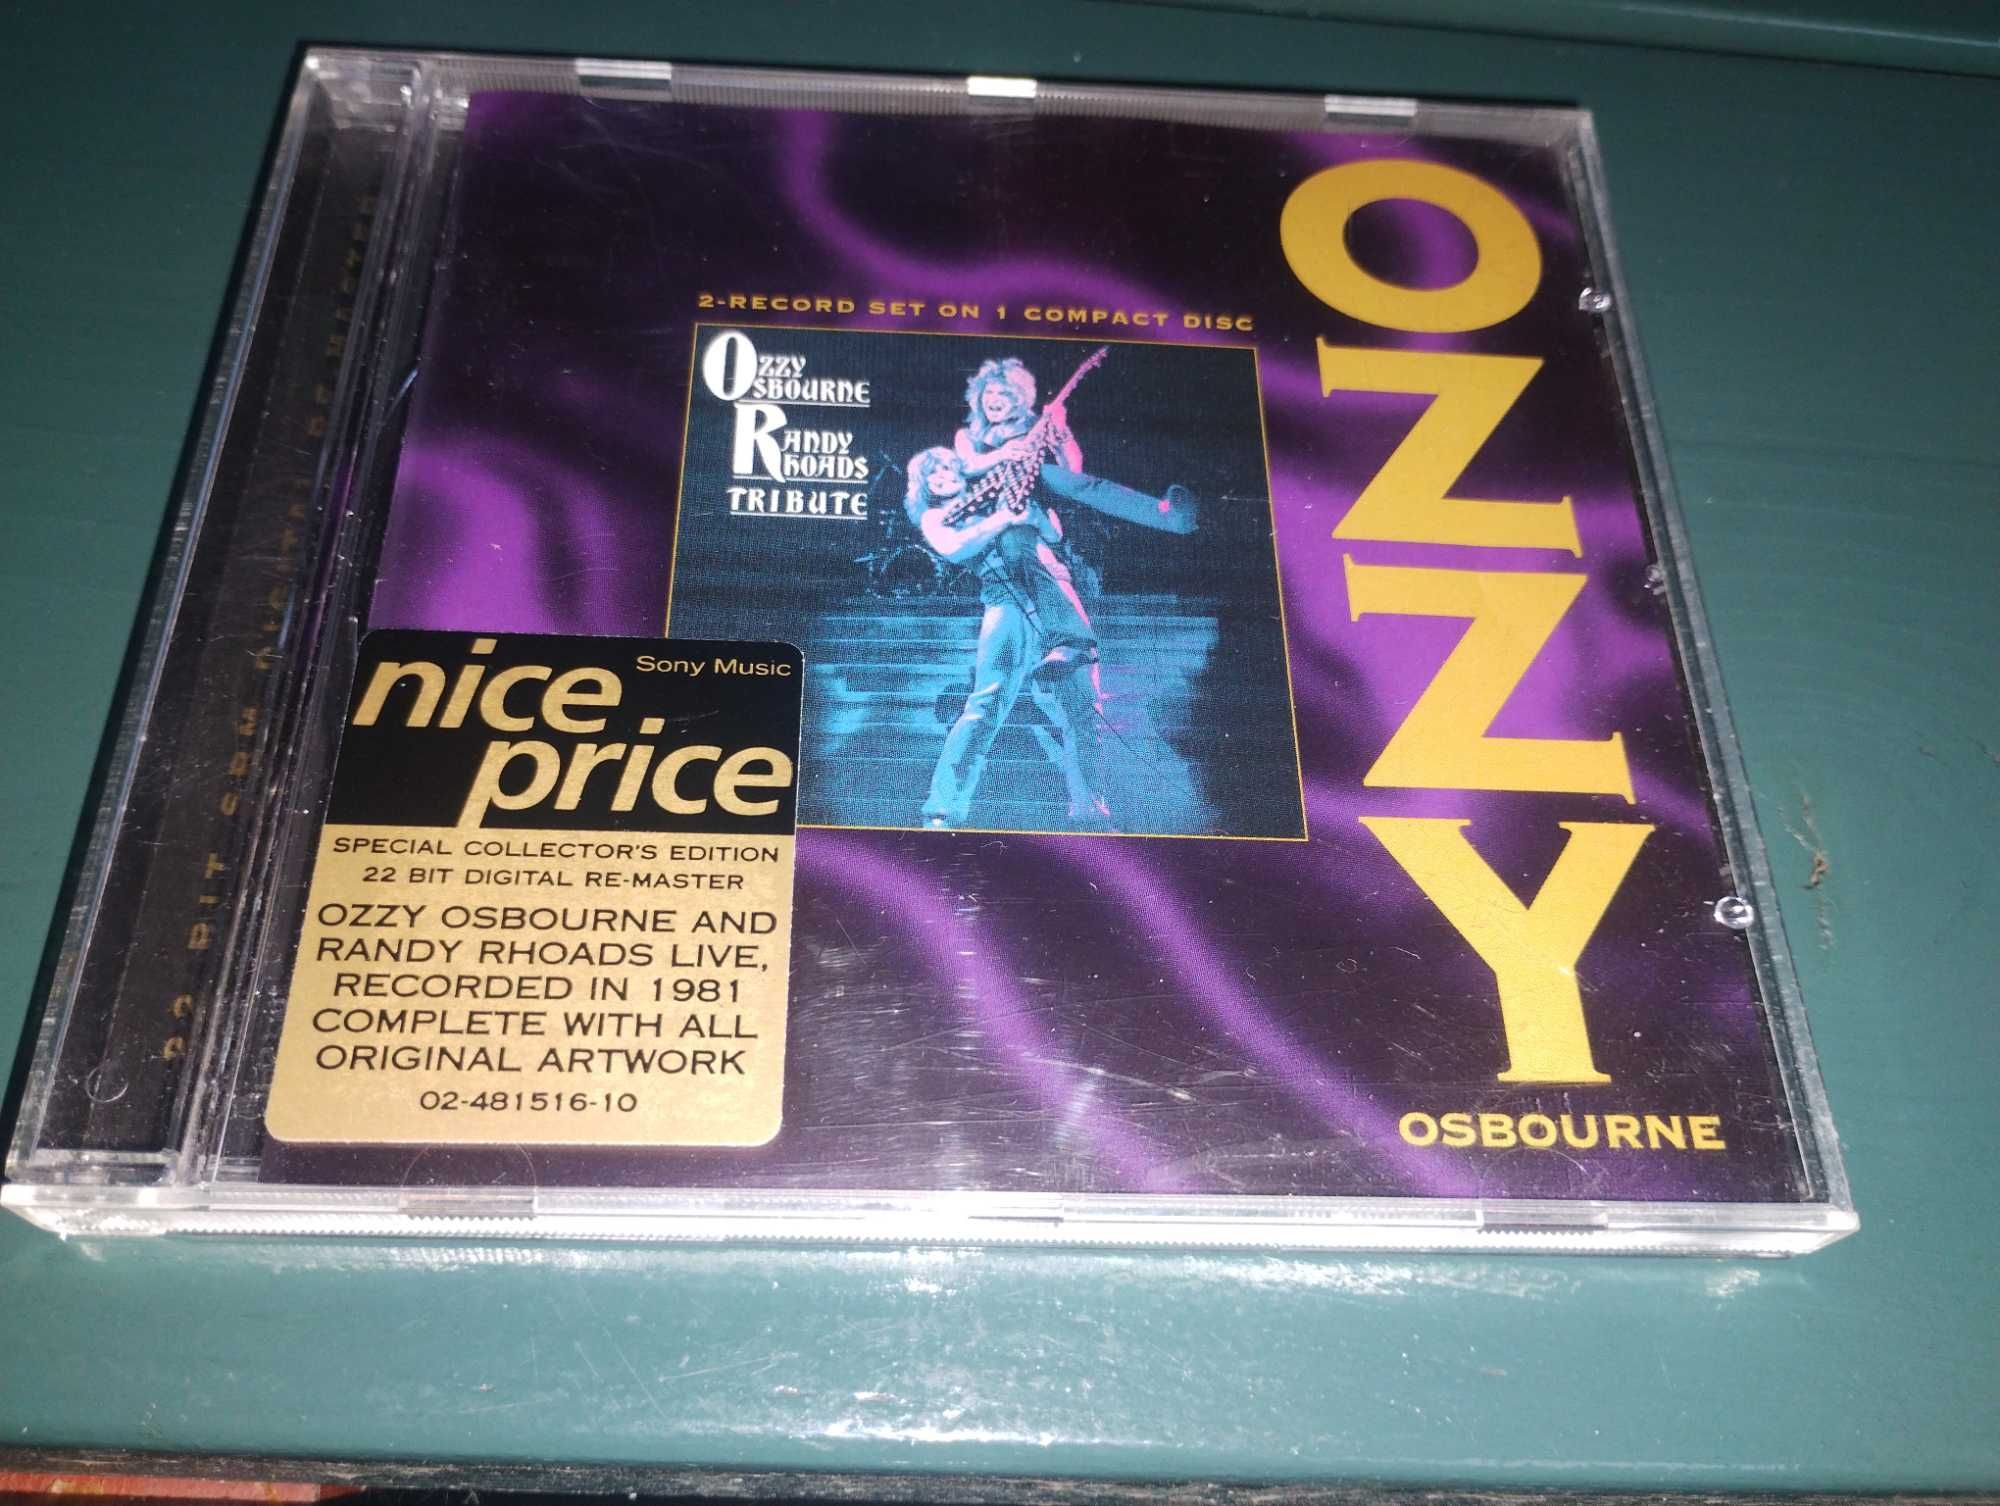 2-RECORD SET ON 1 COMPACT DISC
OZZY
OSBOURNE
RANDY
RHOADS
TRIBUTE
OZZY
OSBOURNE
Sony Music
nice
price
SPECIAL COLLECTOR'S EDITION
22 BIT DIGITAL RE-MASTER
OZZY OSBOURNE AND
RANDY RHOADS LIVE,
RECORDED IN 1981
COMPLETE WITH ALL
ORIGINAL ARTWORK
02-481516-10